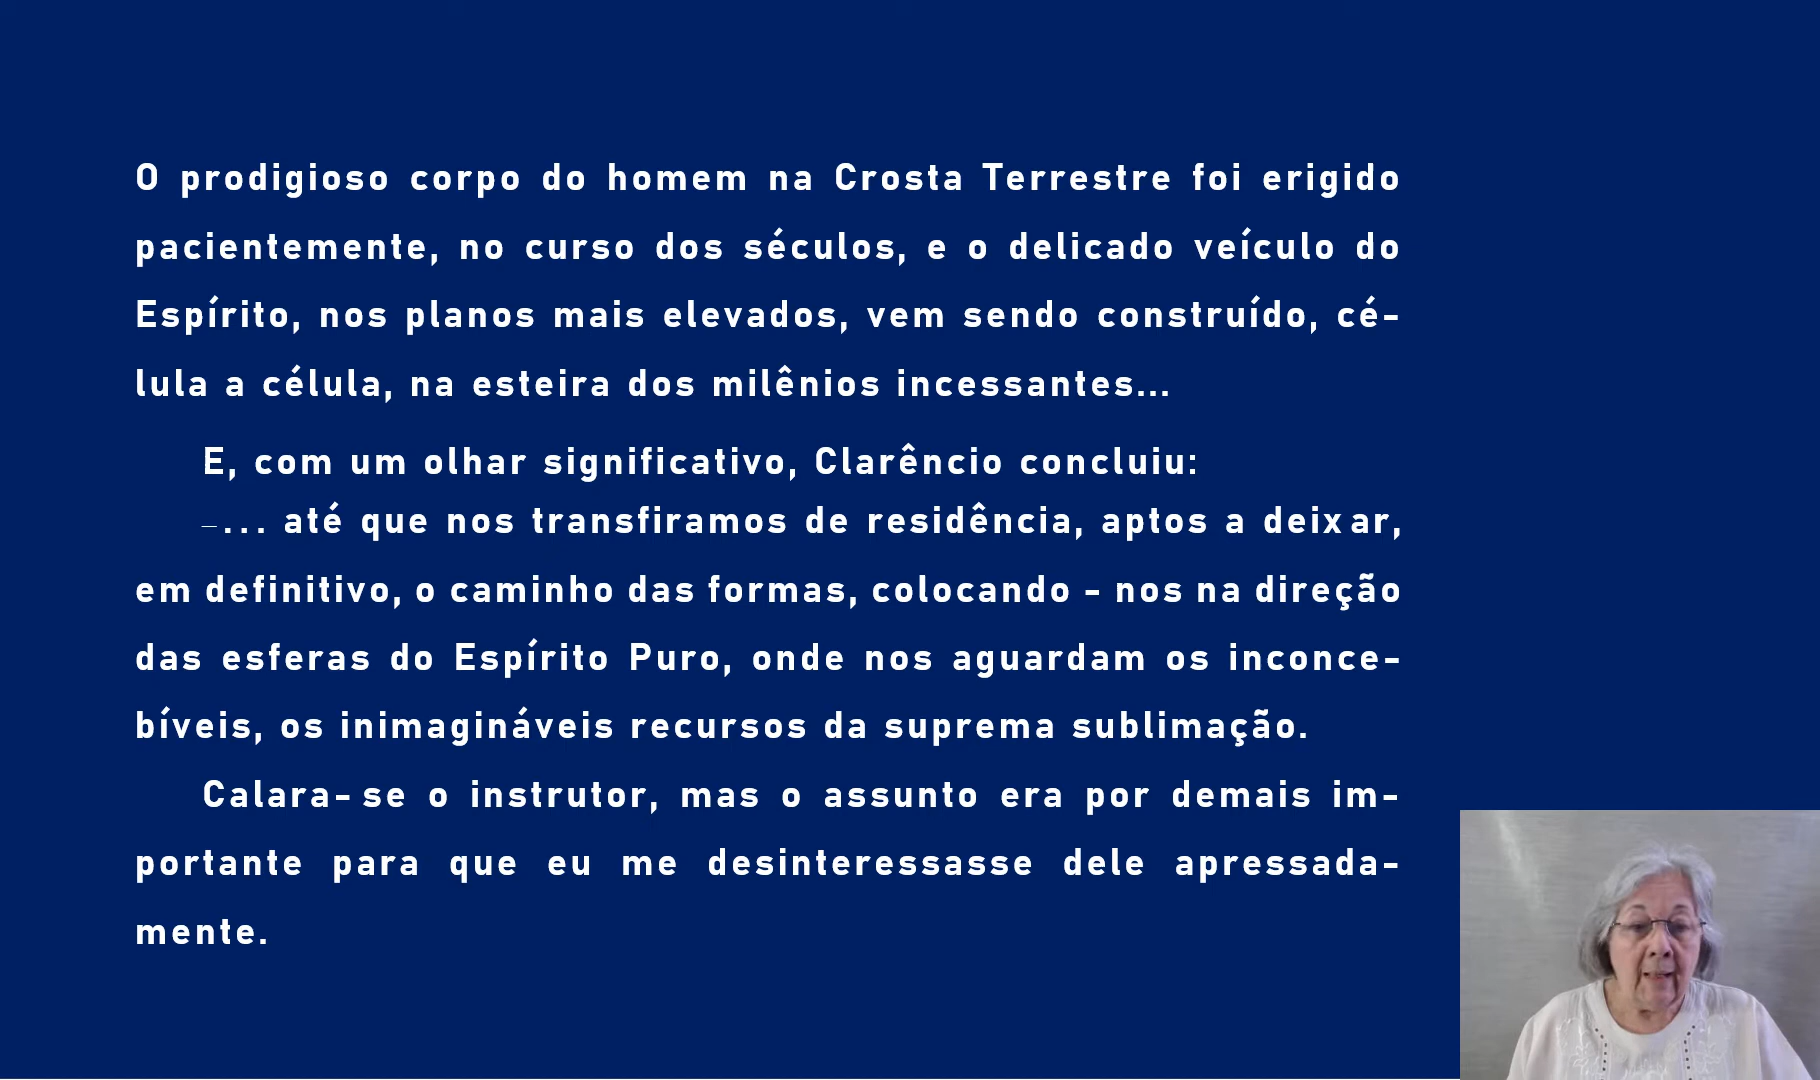 O prodigioso corpo do homem na Crosta Terrestre foi erigido
pacientemente, no curso dos séculos, e o delicado veículo do
Espírito, nos planos mais elevados, vem sendo construído, cé-
lula a célula, na esteira dos milênios incessantes...
E, com um olhar significativo, Clarêncio concluiu:
–... até que nos transfiramos de residência, aptos a deix ar,
em definitivo, o caminho das formas, colocando - nos na direção
das esferas do Espírito Puro, onde nos aguardam os inconce-
bíveis, os inimagináveis recursos da suprema sublimação.
Calara- se o instrutor, mas o assunto era por demais im-
portante para que eu me desinteressasse dele apressada-
mente.